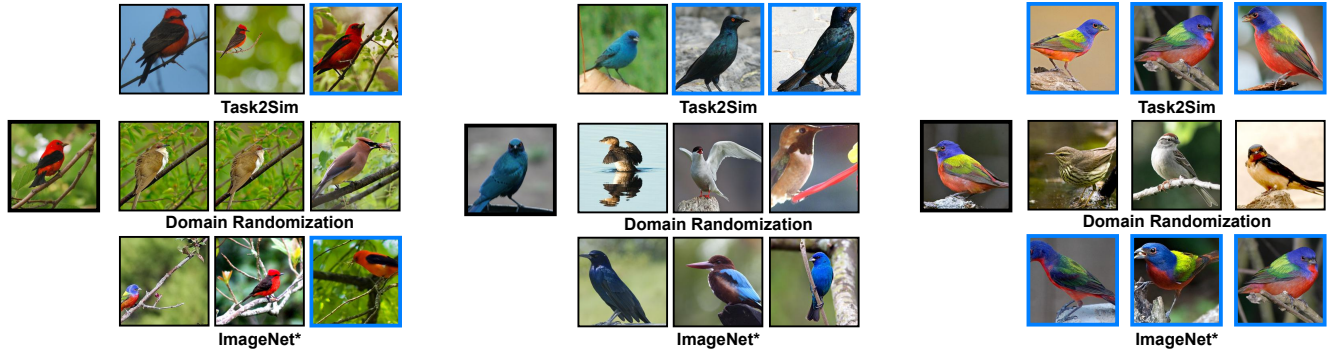 Task2Sim
Domain Randomization
ImageNet*
Task2Sim
Domain Randomization
ImageNet*
Task2Sim
Domain Randomization
ImageNet*